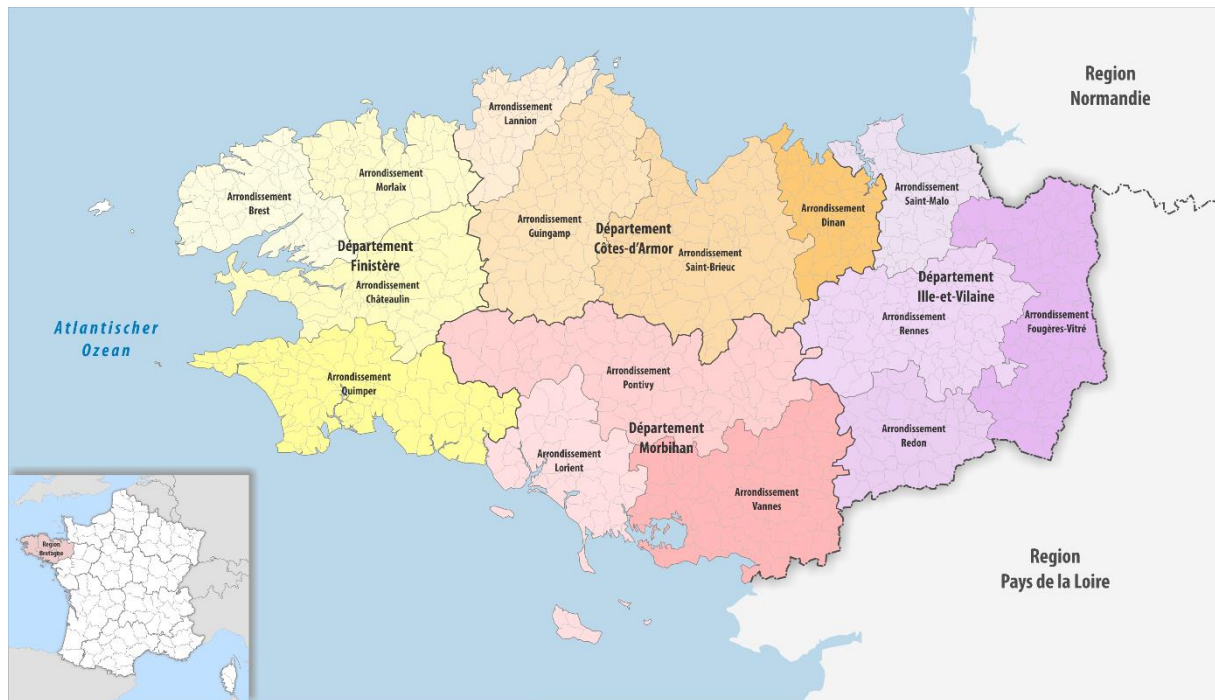 Region
Normandie
Arrondissement
Lannion
Arrondissement
Morlaix
Arrondissement
Brest
Arrondissement
Saint-Malo
Arrondissement
Dinan
Arrondissement
Guingamp
Département
Côtes-d'Armor
Arrondissement
Saint-Brieuc
Département
Finistère
Arrondissement
Châteaulin
Département
Ille-et-Vilaine
Arrondissement
Rennes
Arrondissement
Fougères-Vitré
Atlantischer
Ozean
Arrondissement
Quimper
Arrondissement
Pontivy
Département
Morbihan
Arrondissement
Redon
Arrondissement
Lorient
Arrondissement
Vannes
Region
Pays de la Loire
Region
Bretagne